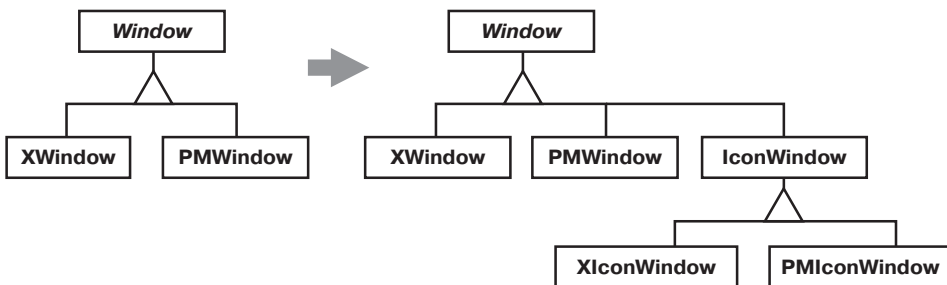 Window
XWindow
PMWindow
Window
XWindow
PMWindow
IconWindow
XIconWindow
PMIconWindow